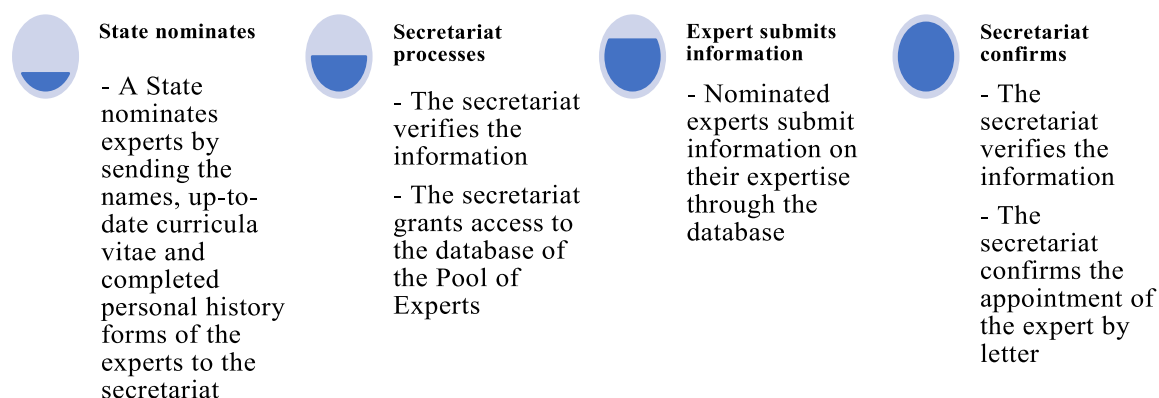 State nominates
- A State
nominates
experts by
sending the
names, up-to-
date curricula
vitae and
completed
personal history
forms of the
experts to the
secretariat
Secretariat
processes
- The secretariat
verifies the
information
- The secretariat
grants access to
the database of
the Pool of
Experts
Expert submits
information
- Nominated
experts submit
information on
their expertise
through the
database
Secretariat
confirms
- The
secretariat
verifies the
information
- The
secretariat
confirms the
appointment of
the expert by
letter